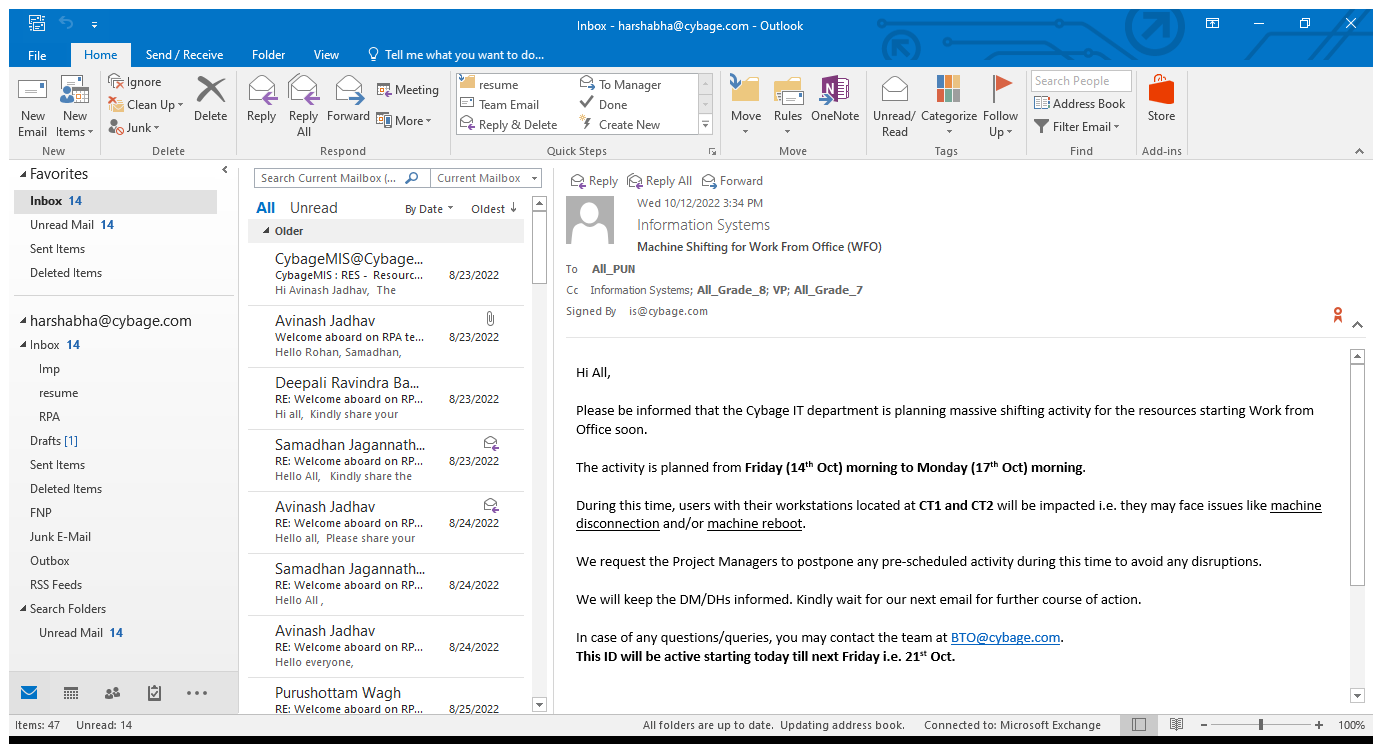 Inbox - harshabha@cybage.com - Outlook
File Home Send / Receive Folder View Tell me what you want to do...
New Email
New Items
New
Ignore
Clean Up
Junk
Delete
Delete
Reply
Reply All
Forward
Meeting
More
Respond
resume
Team Email
Reply & Delete
To Manager
Done
Create New
Quick Steps
Move
Rules
OneNote
Move
Unread/ Read
Categorize
Follow Up
Tags
Search People
Address Book
Filter Email
Find
Store
Add-ins
Favorites
Inbox 14
Unread Mail 14
Sent Items
Deleted Items
harshabha@cybage.com
Inbox 14
Imp
resume
RPA
Drafts [1]
Sent Items
Deleted Items
FNP
Junk E-Mail
Outbox
RSS Feeds
Search Folders
Unread Mail 14
Search Current Mailbox (... Current Mailbox
All Unread By Date Oldest ↓
Older
CybageMIS@Cybage...
CybageMIS : RES - Resourc... 8/23/2022
Hi Avinash Jadhav, The
Avinash Jadhav
Welcome aboard on RPA te... 8/23/2022
Hello Rohan, Samadhan,
Deepali Ravindra Ba...
RE: Welcome aboard on RP... 8/23/2022
Hi all, Kindly share your
Samadhan Jagannath...
RE: Welcome aboard on RP... 8/23/2022
Hello All, Kindly share the
Avinash Jadhav
RE: Welcome aboard on RP... 8/24/2022
Hello all, Please share your
Samadhan Jagannath...
RE: Welcome aboard on RP... 8/24/2022
Hello All ,
Avinash Jadhav
RE: Welcome aboard on RP... 8/24/2022
Hello everyone,
Purushottam Wagh
RE: Welcome aboard on RP... 8/25/2022
Reply Reply All Forward
Wed 10/12/2022 3:34 PM
Information Systems
Machine Shifting for Work From Office (WFO)
To All_PUN
Cc Information Systems; All_Grade_8; VP; All_Grade_7
Signed By is@cybage.com
Hi All,
Please be informed that the Cybage IT department is planning massive shifting activity for the resources starting Work from
Office soon.
The activity is planned from Friday (14th Oct) morning to Monday (17th Oct) morning.
During this time, users with their workstations located at CT1 and CT2 will be impacted i.e. they may face issues like machine
disconnection and/or machine reboot.
We request the Project Managers to postpone any pre-scheduled activity during this time to avoid any disruptions.
We will keep the DM/DHs informed. Kindly wait for our next email for further course of action.
In case of any questions/queries, you may contact the team at BTO@cybage.com.
This ID will be active starting today till next Friday i.e. 21st Oct.
Items: 47 Unread: 14 All folders are up to date. Updating address book. Connected to: Microsoft Exchange 100%